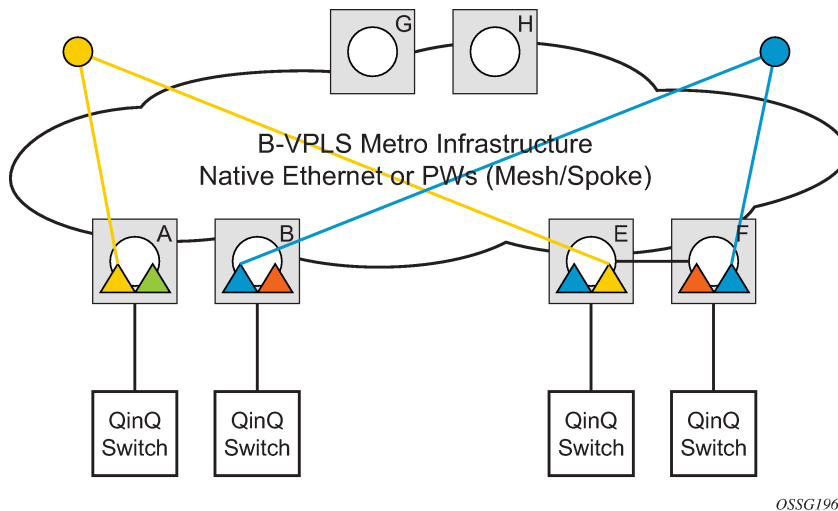 G
H
B-VPLS Metro Infrastructure
Native Ethernet or PWs (Mesh/Spoke)
A
B
E
F
QinQ
Switch
QinQ
Switch
QinQ
Switch
QinQ
Switch
OSSG196